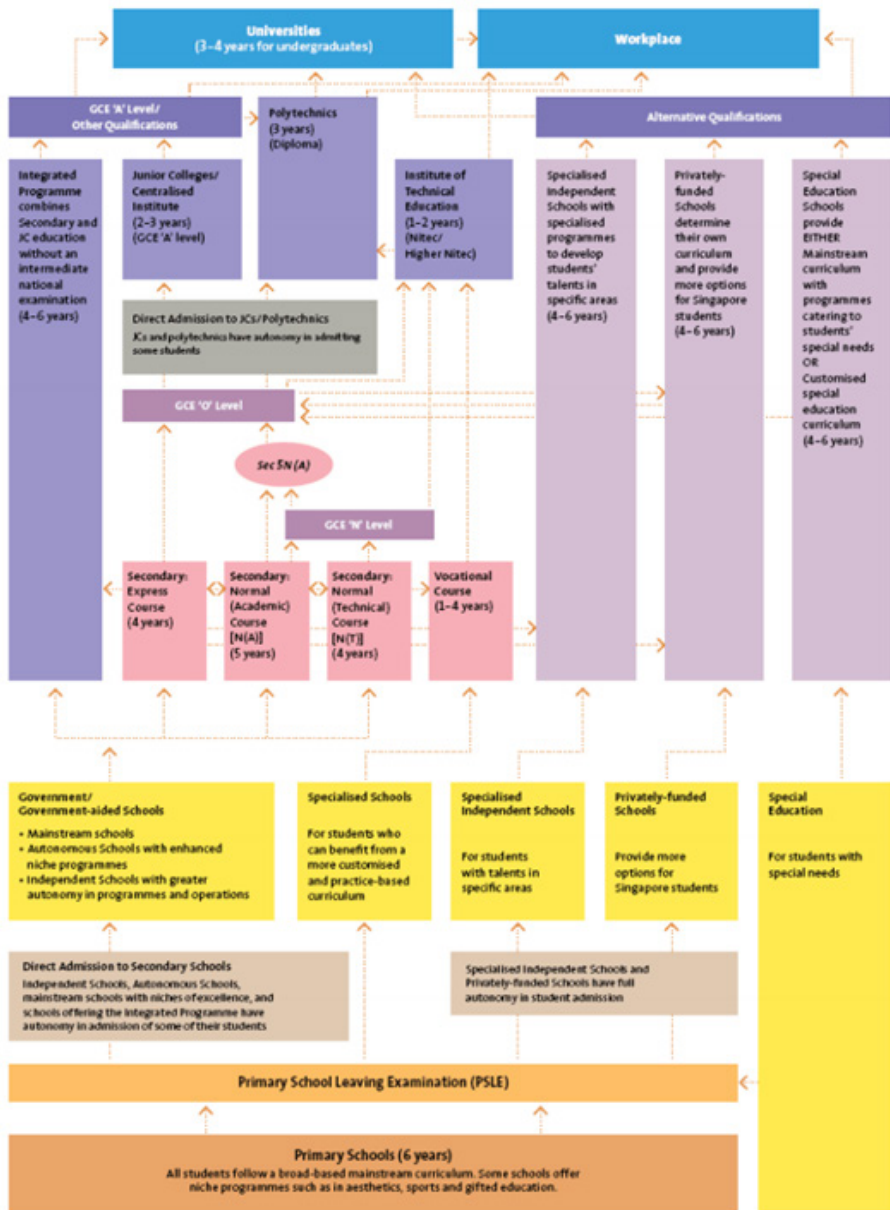 Universities
(3–4 years for undergraduates)
Workplace
GCE 'A' Level/
Other Qualifications
Polytechnics
(3 years)
(Diploma)
Alternative Qualifications
Integrated
Programme
combines
Secondary and
JC education
without an
intermediate
national
examination
(4–6 years)
Junior Colleges/
Centralised
Institute
(2–3 years)
(GCE 'A' level)
Institute of
Technical
Education
(1–2 years)
(Nitec/
Higher Nitec)
Specialised
Independent
Schools with
specialised
programmes
to develop
students'
talents in
specific areas
(4–6 years)
Privately-
funded
Schools
determine
their own
curriculum
and provide
more options
for Singapore
students
(4–6 years)
Special
Education
Schools
provide
EITHER
Mainstream
curriculum
with
programmes
catering to
students'
special needs
OR
Customised
special
education
curriculum
(4–6 years)
Direct Admission to JCs/Polytechnics
JCs and polytechnics have autonomy in admitting
some students
GCE 'O' Level
Sec 5N (A)
GCE 'N' Level
Secondary:
Express
Course
(4 years)
Secondary:
Normal
(Academic)
Course
[N(A)]
(5 years)
Secondary:
Normal
(Technical)
Course
[N(T)]
(4 years)
Vocational
Course
(1–4 years)
Government/
Government-aided Schools
• Mainstream schools
• Autonomous Schools with enhanced
niche programmes
• Independent Schools with greater
autonomy in programmes and operations
Specialised Schools
For students who
can benefit from a
more customised
and practice-based
curriculum
Specialised
Independent Schools
For students
with talents in
specific areas
Privately-funded
Schools
Provide more
options for
Singapore students
Special
Education
For students with
special needs
Direct Admission to Secondary Schools
Independent Schools, Autonomous Schools,
mainstream schools with niches of excellence, and
schools offering the Integrated Programme have
autonomy in admission of some of their students
Specialised Independent Schools and
Privately-funded Schools have full
autonomy in student admission
Primary School Leaving Examination (PSLE)
Primary Schools (6 years)
All students follow a broad-based mainstream curriculum. Some schools offer
niche programmes such as in aesthetics, sports and gifted education.